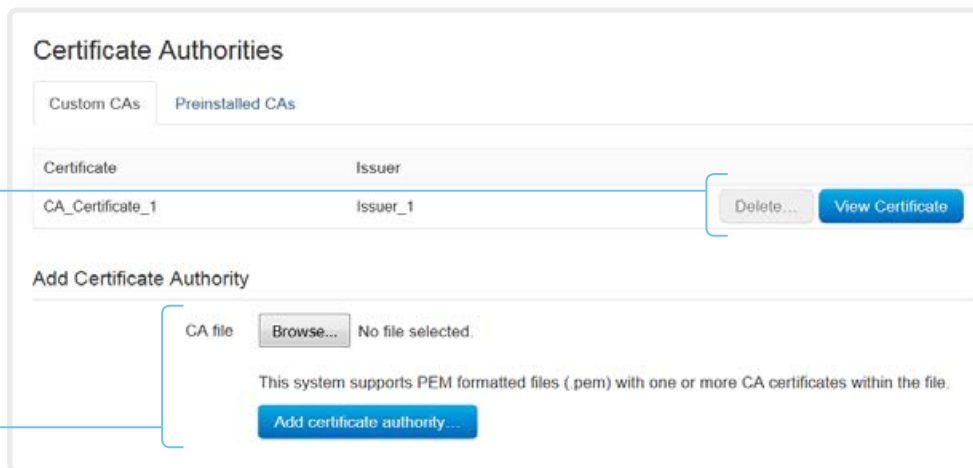 Certificate Authorities
Custom CAs Preinstalled CAs
Certificate Issuer
CA_Certificate_1 Issuer_1 Delete... View Certificate
Add Certificate Authority
CA file Browse... No file selected.
This system supports PEM formatted files (.pem) with one or more CA certificates within the file.
Add certificate authority...